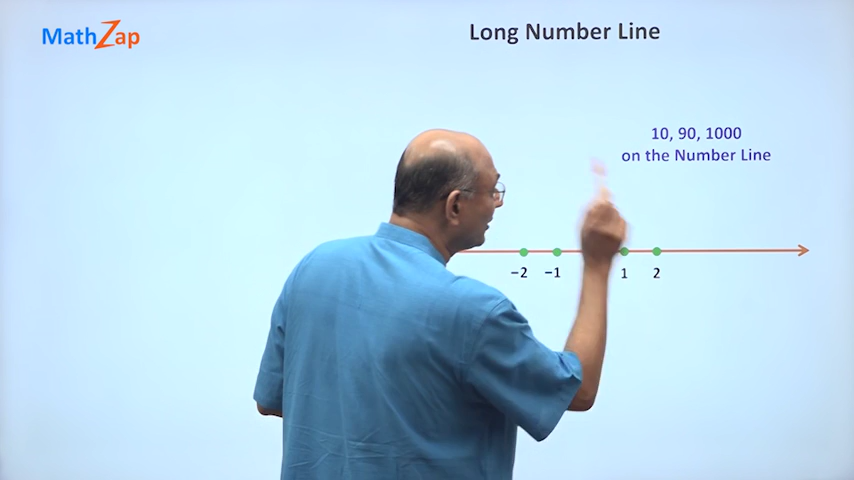 MathZap
Long Number Line
10, 90, 1000
on the Number Line
−2 −1 1 2